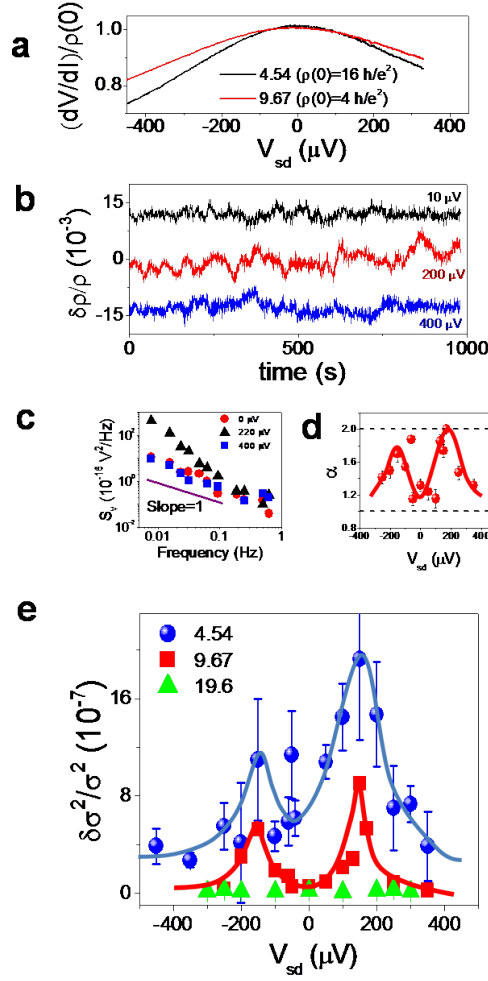 a
(dV/dI)/ρ(0)
1.0
0.8
4.54 (ρ(0)=16 h/e²)
9.67 (ρ(0)=4 h/e²)
-400 -200 0 200 400
V_sd (μV)
b
δρ/ρ (10⁻³)
15
0
-15
10 μV
200 μV
400 μV
0 500 1000
time (s)
c
S_v (10⁻¹⁶ V²/Hz)
10²
10⁰
10⁻²
0 μV
220 μV
400 μV
Slope=1
0.01 0.1 1
Frequency (Hz)
d
α
2.0
1.6
1.2
0.8
-400 -200 0 200 400
V_sd (μV)
e
δσ²/σ² (10⁻⁷)
16
8
0
4.54
9.67
19.6
-400 -200 0 200 400
V_sd (μV)